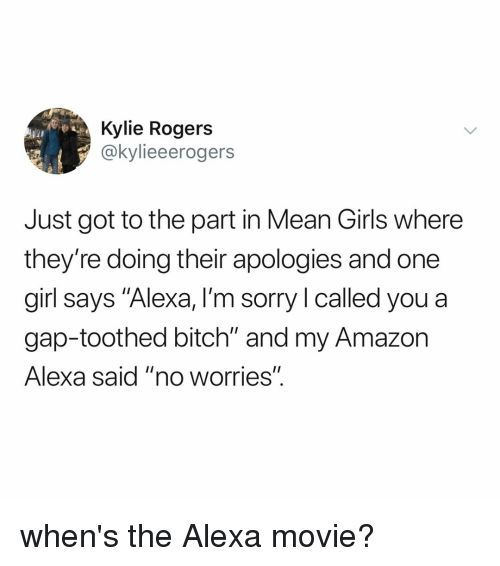 Kylie Rogers
@kylieeerogers
Just got to the part in Mean Girls where
they're doing their apologies and one
girl says "Alexa, I'm sorry I called you a
gap-toothed bitch" and my Amazon
Alexa said "no worries".
when's the Alexa movie?